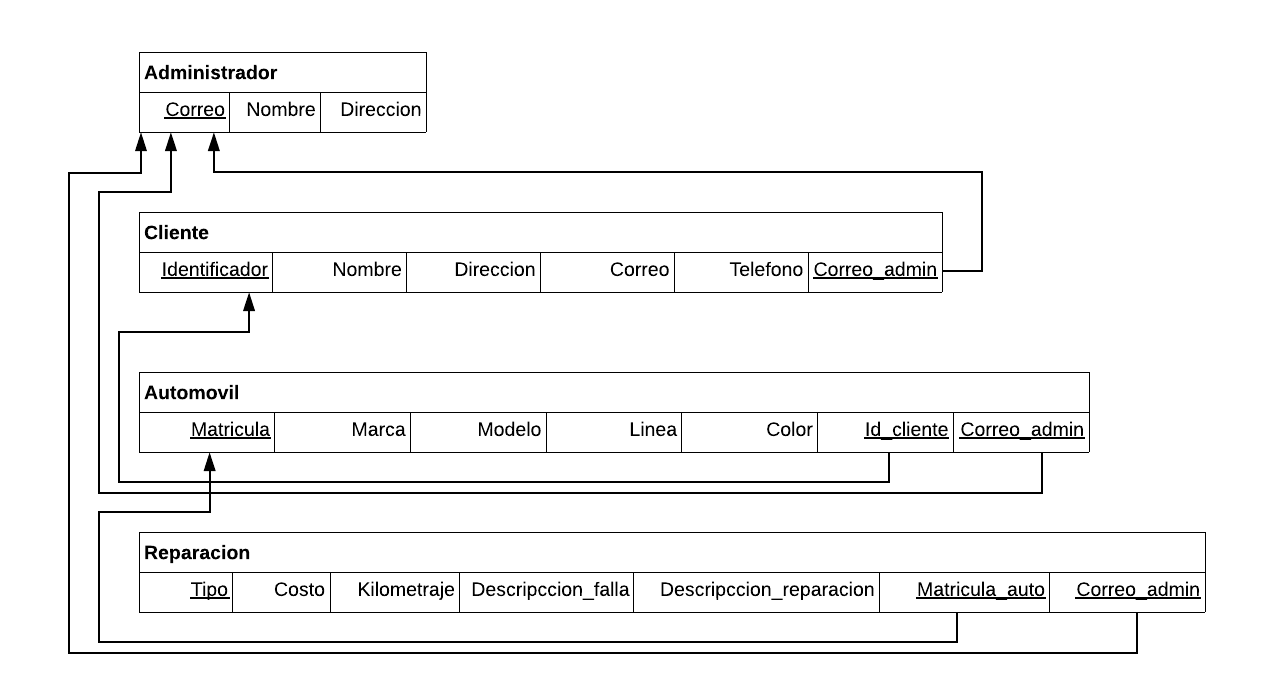 Administrador
Correo Nombre Direccion
Cliente
Identificador Nombre Direccion Correo Telefono Correo_admin
Automovil
Matricula Marca Modelo Linea Color Id_cliente Correo_admin
Reparacion
Tipo Costo Kilometraje Descripccion_falla Descripccion_reparacion Matricula_auto Correo_admin